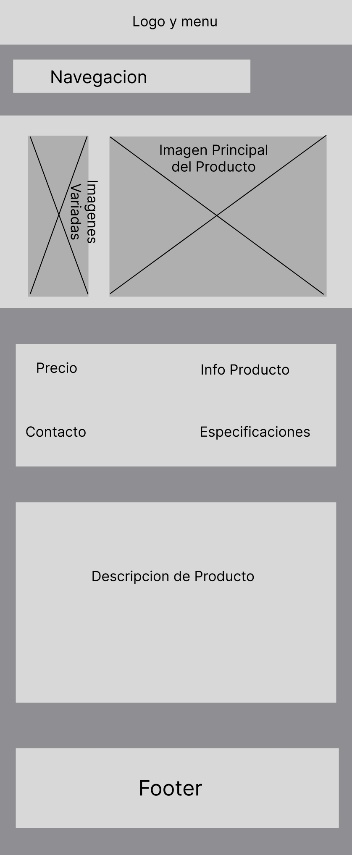 Logo y menu
Navegacion
Imagenes
Variadas
Imagen Principal
del Producto
Precio
Info Producto
Contacto
Especificaciones
Descripcion de Producto
Footer